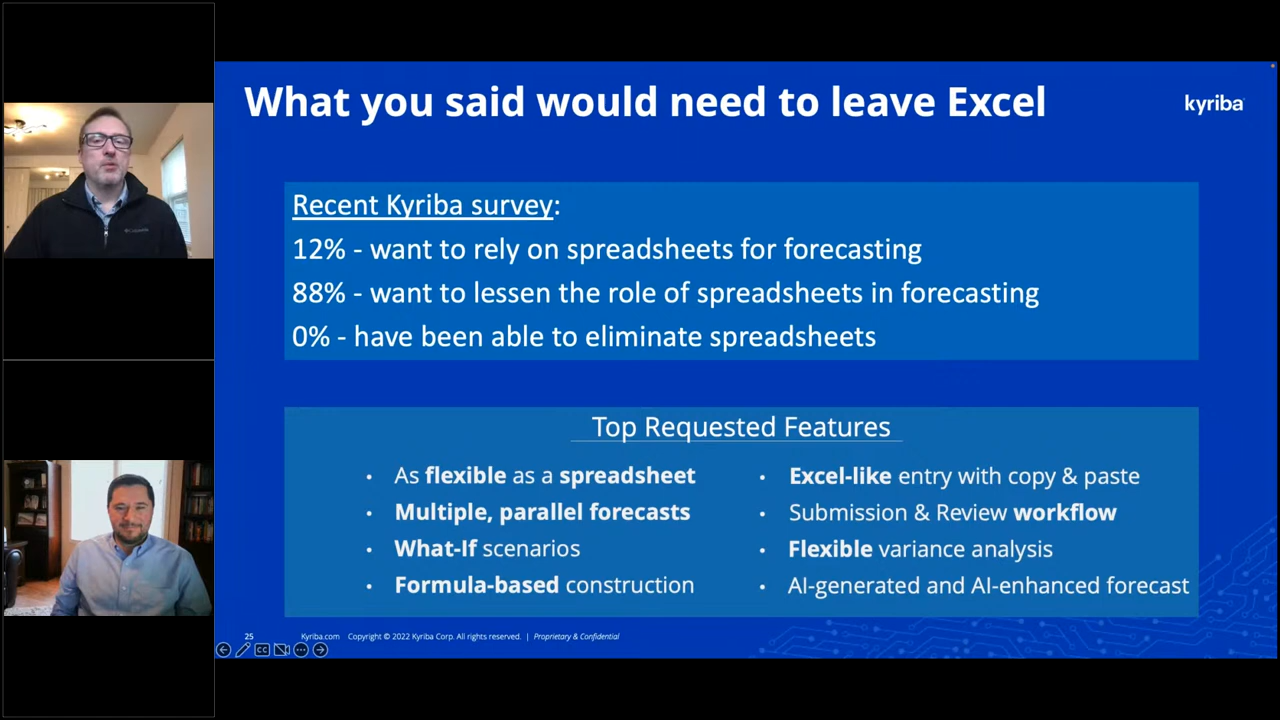 What you said would need to leave Excel
kyriba
Recent Kyriba survey:
12% - want to rely on spreadsheets for forecasting
88% - want to lessen the role of spreadsheets in forecasting
0% - have been able to eliminate spreadsheets
Top Requested Features
• As flexible as a spreadsheet
• Multiple, parallel forecasts
• What-If scenarios
• Formula-based construction
• Excel-like entry with copy & paste
• Submission & Review workflow
• Flexible variance analysis
• AI-generated and AI-enhanced forecast
25 Kyriba.com Copyright © 2022 Kyriba Corp. All rights reserved. | Proprietary & Confidential
CC
Columbia